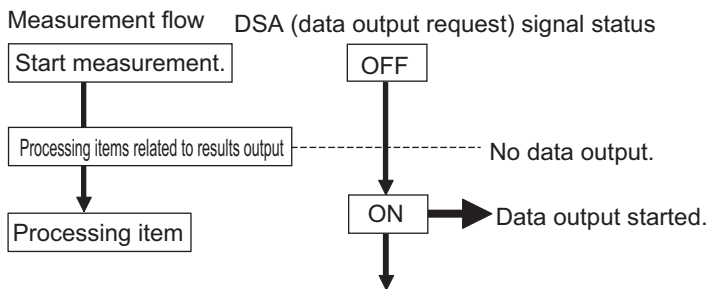 Measurement flow
DSA (data output request) signal status
Start measurement.
OFF
Processing items related to results output
No data output.
ON
Data output started.
Processing item